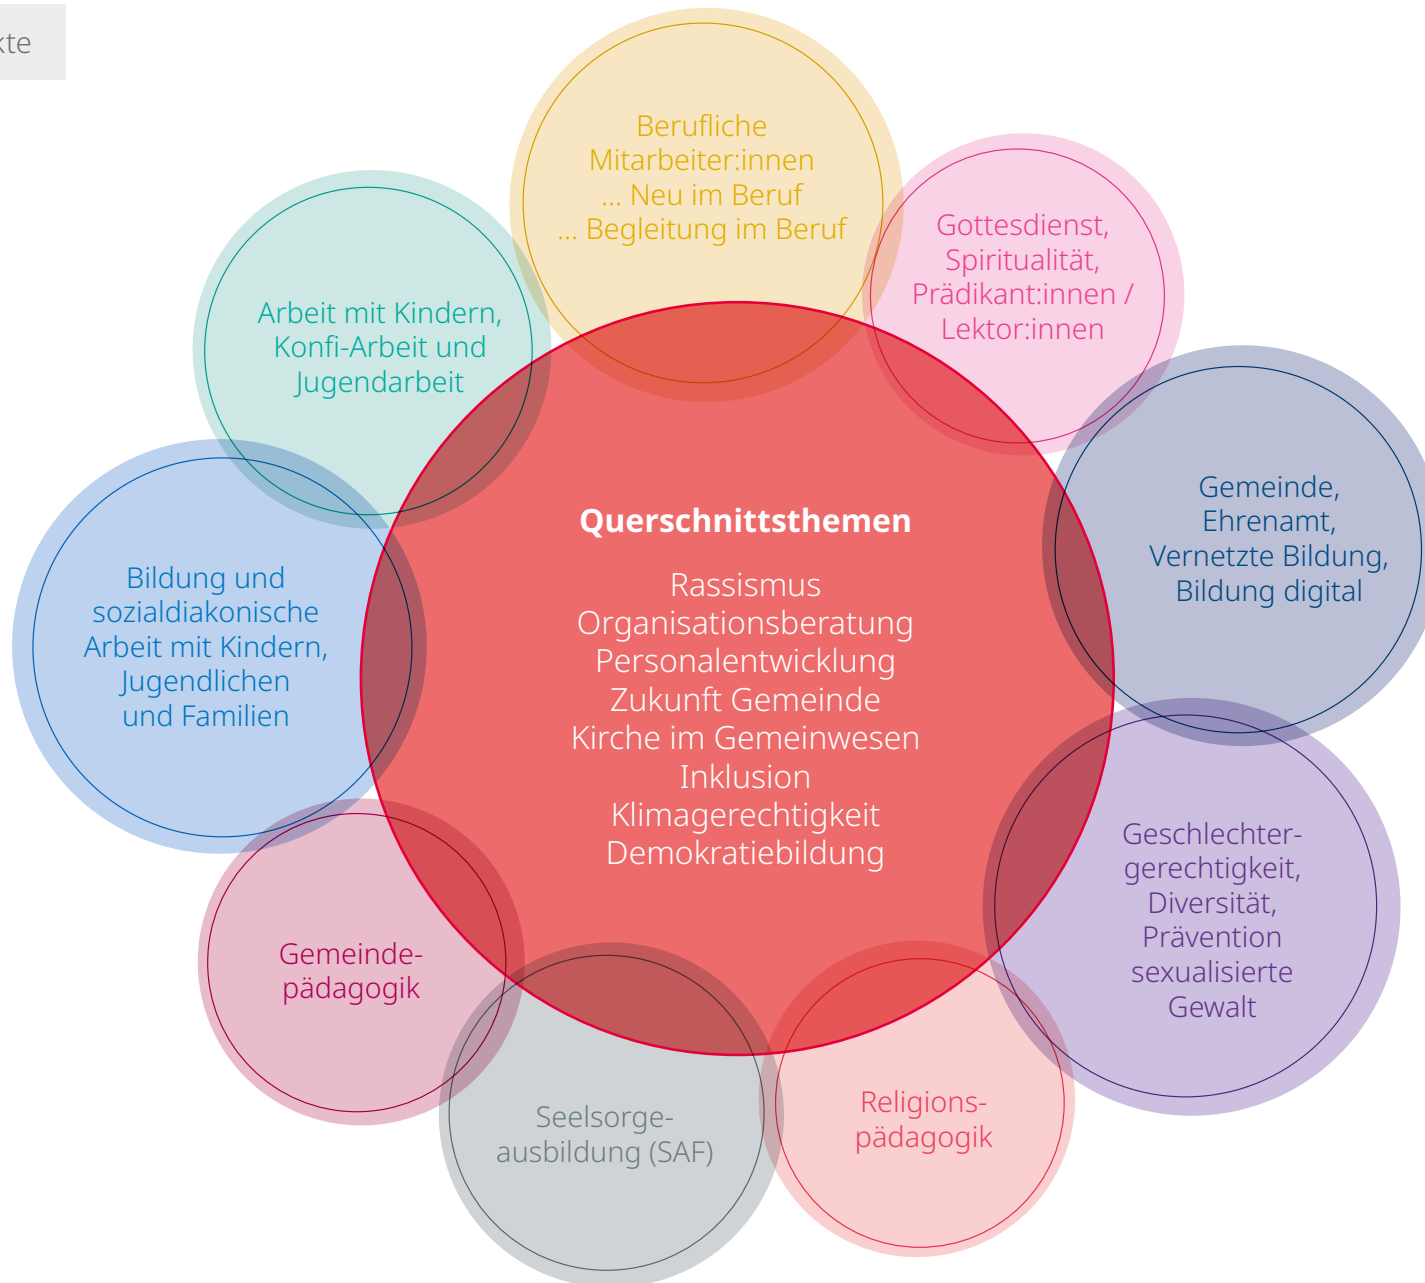 Berufliche
Mitarbeiter:innen
... Neu im Beruf
... Begleitung im Beruf
Gottesdienst,
Spiritualität,
Prädikant:innen /
Lektor:innen
Arbeit mit Kindern,
Konfi-Arbeit und
Jugendarbeit
Gemeinde,
Ehrenamt,
Vernetzte Bildung,
Bildung digital
Querschnittsthemen
Rassismus
Organisationsberatung
Personalentwicklung
Zukunft Gemeinde
Kirche im Gemeinwesen
Inklusion
Klimagerechtigkeit
Demokratiebildung
Bildung und
sozialdiakonische
Arbeit mit Kindern,
Jugendlichen
und Familien
Geschlechter-
gerechtigkeit,
Diversität,
Prävention
sexualisierte
Gewalt
Gemeinde-
pädagogik
Seelsorge-
ausbildung (SAF)
Religions-
pädagogik